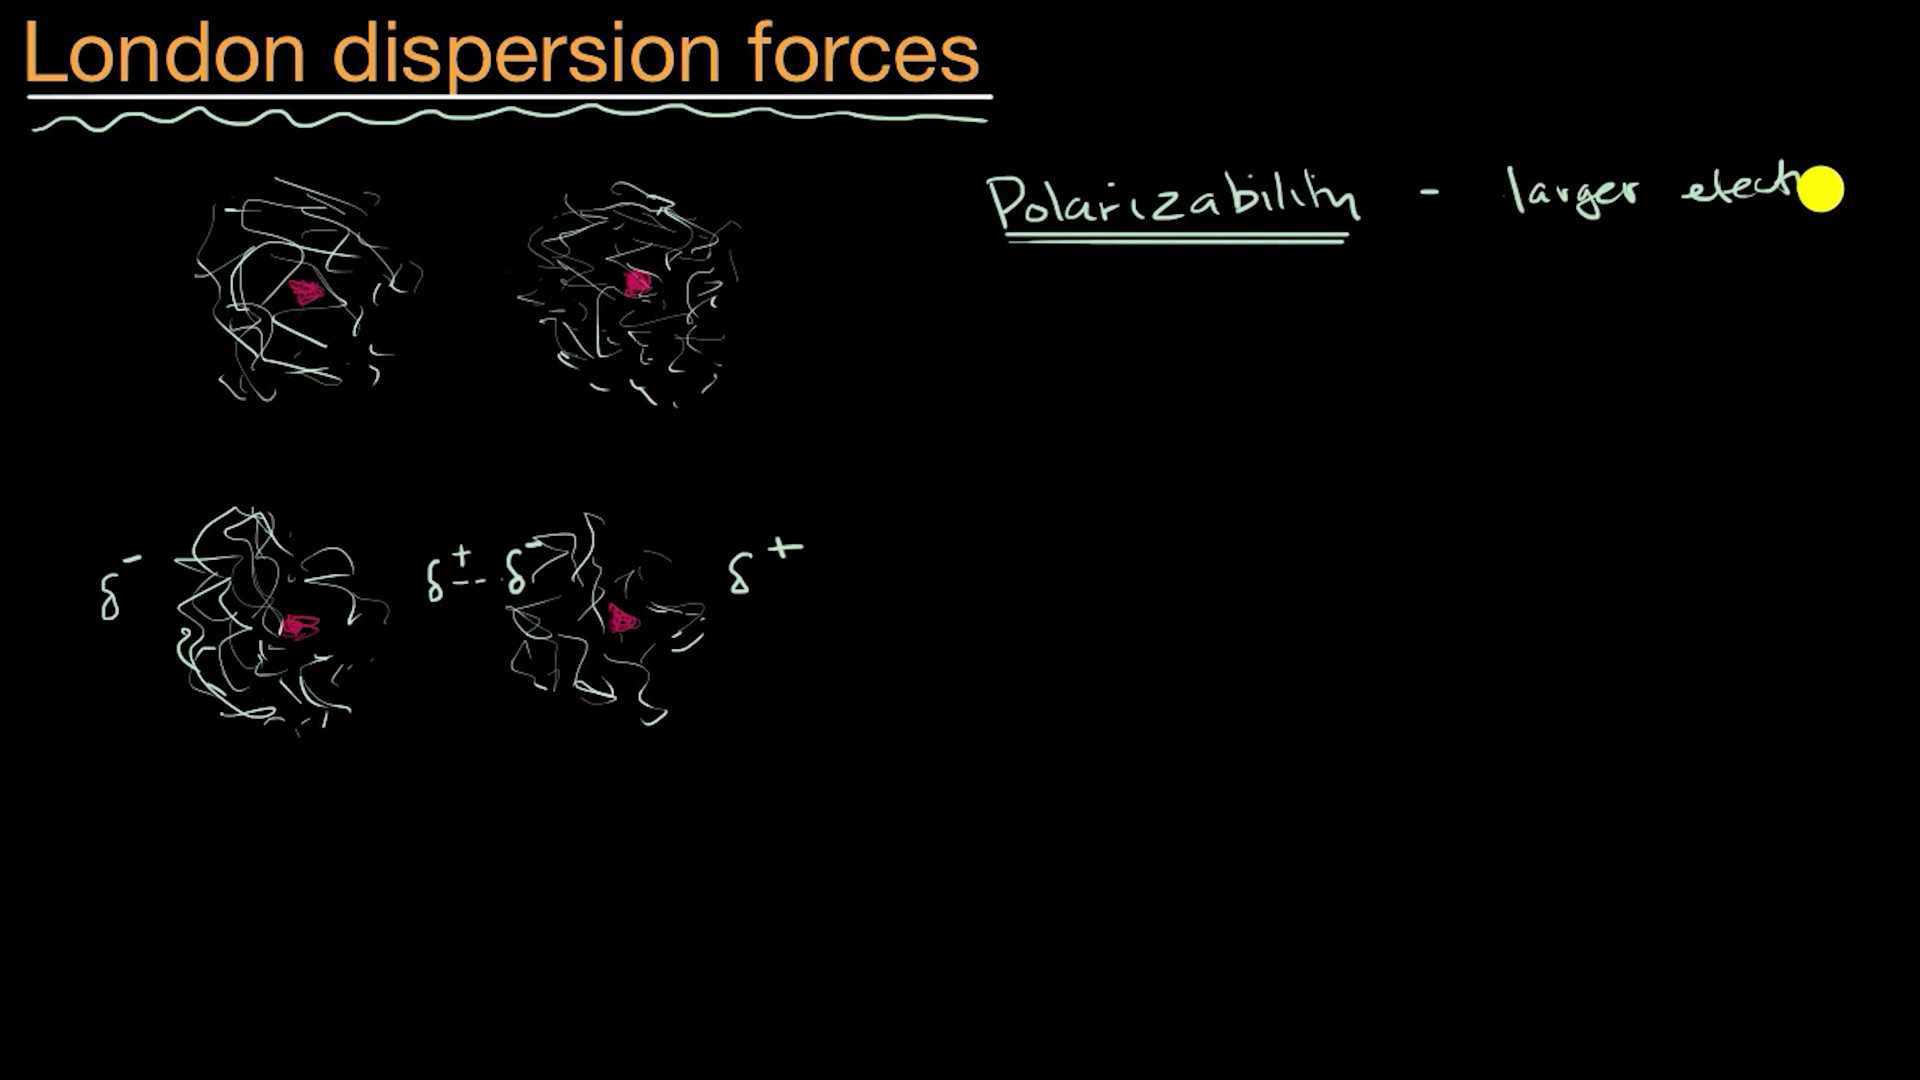 London dispersion forces
Polarizability - larger elect
δ- δ+ -- δ- δ+